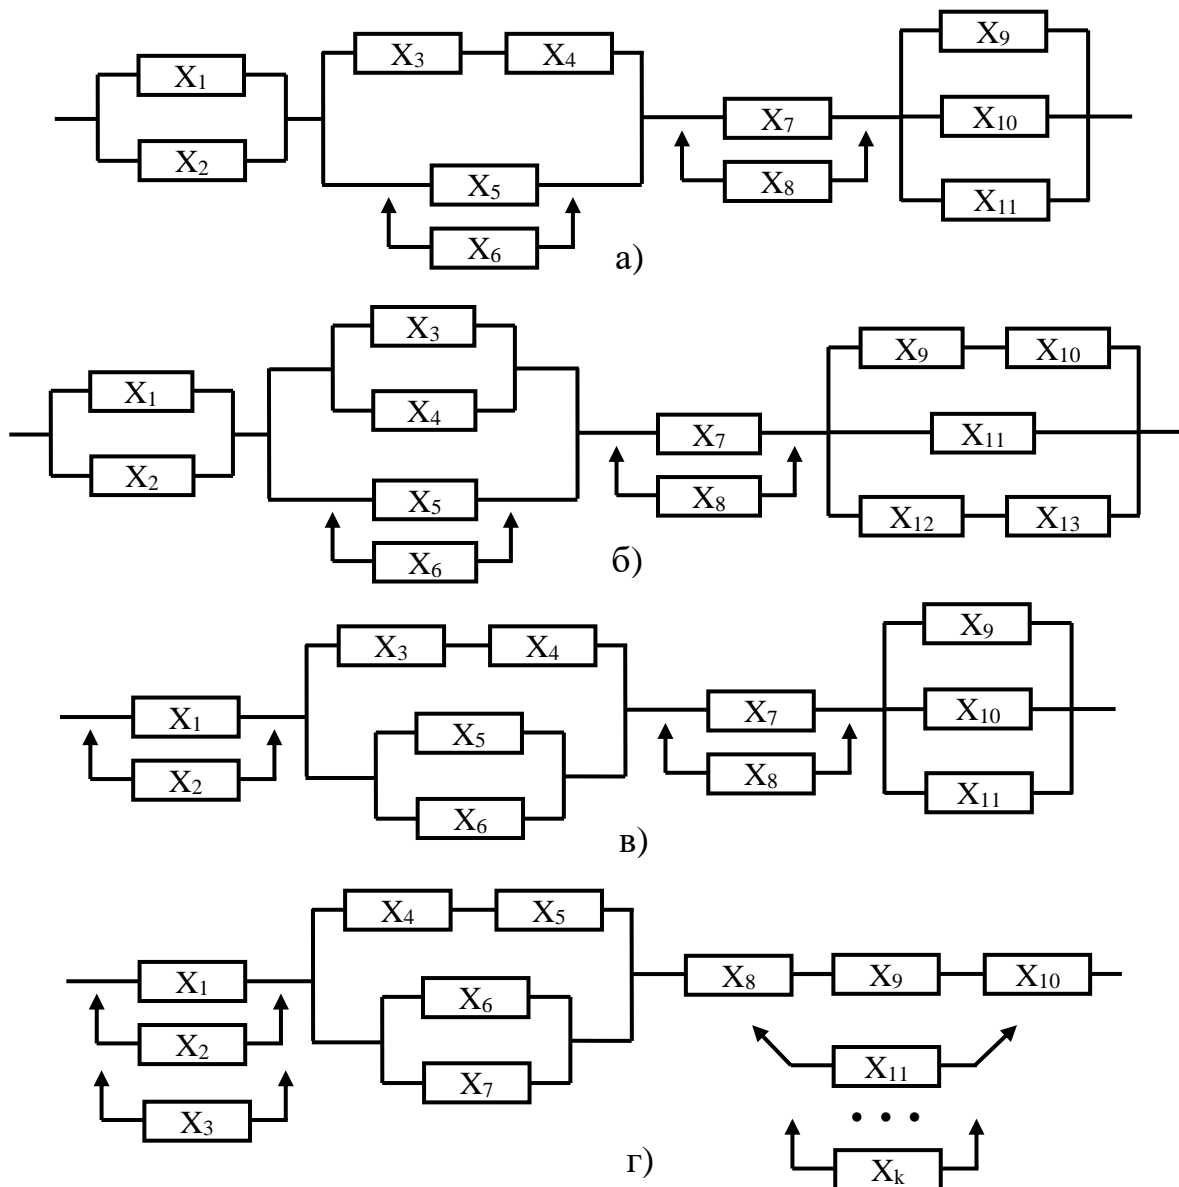 X₃ X₄ X₉
X₁
X₇ X₁₀
X₂ X₅ X₈ X₁₁
X₆
а)
X₃
X₁ X₄ X₇ X₉ X₁₀
X₁₁
X₂ X₅ X₈
X₆ X₁₂ X₁₃
б)
X₃ X₄ X₉
X₁ X₅ X₇ X₁₀
X₂ X₆ X₈ X₁₁
в)
X₄ X₅
X₁ X₆ X₈ X₉ X₁₀
X₂
X₇ X₁₁
X₃ • • •
г) Xₖ